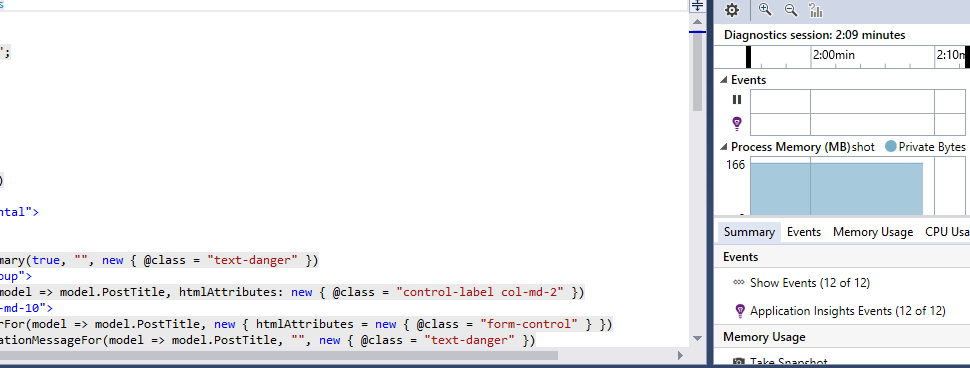 s
";
)
ntal">
mary(true, "", new { @class = "text-danger" })
oup">
model => model.PostTitle, htmlAttributes: new { @class = "control-label col-md-2" })
-md-10">
rFor(model => model.PostTitle, new { htmlAttributes = new { @class = "form-control" } })
ationMessageFor(model => model.PostTitle, "", new { @class = "text-danger" })
Diagnostics session: 2:09 minutes
2:00min 2:10m
Events
Process Memory (MB)shot Private Bytes
166
Summary Events Memory Usage CPU Usa
Events
Show Events (12 of 12)
Application Insights Events (12 of 12)
Memory Usage
Take Snapshot